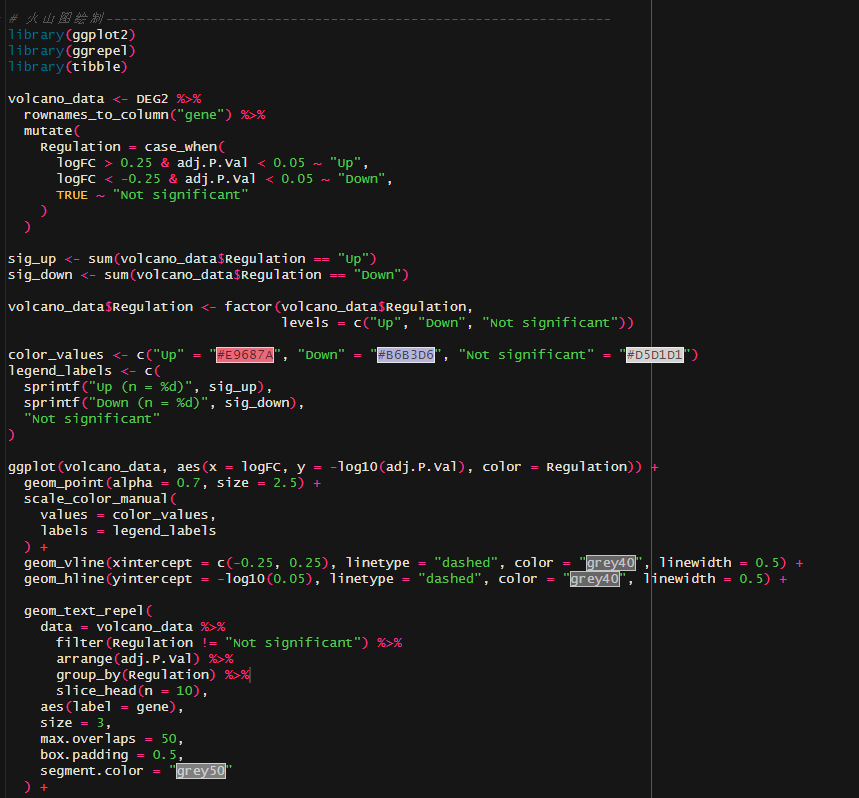 # 火山图绘制---------------------------------------------------------------
library(ggplot2)
library(ggrepel)
library(tibble)

volcano_data <- DEG2 %>%
  rownames_to_column("gene") %>%
  mutate(
    Regulation = case_when(
      logFC > 0.25 & adj.P.Val < 0.05 ~ "Up",
      logFC < -0.25 & adj.P.Val < 0.05 ~ "Down",
      TRUE ~ "Not significant"
    )
  )

sig_up <- sum(volcano_data$Regulation == "Up")
sig_down <- sum(volcano_data$Regulation == "Down")

volcano_data$Regulation <- factor(volcano_data$Regulation,
                                  levels = c("Up", "Down", "Not significant"))

color_values <- c("Up" = "#E9687A", "Down" = "#B6B3D6", "Not significant" = "#D5D1D1")
legend_labels <- c(
  sprintf("Up (n = %d)", sig_up),
  sprintf("Down (n = %d)", sig_down),
  "Not significant"
)

ggplot(volcano_data, aes(x = logFC, y = -log10(adj.P.Val), color = Regulation)) +
  geom_point(alpha = 0.7, size = 2.5) +
  scale_color_manual(
    values = color_values,
    labels = legend_labels
  ) +
  geom_vline(xintercept = c(-0.25, 0.25), linetype = "dashed", color = "grey40", linewidth = 0.5) +
  geom_hline(yintercept = -log10(0.05), linetype = "dashed", color = "grey40", linewidth = 0.5) +

  geom_text_repel(
    data = volcano_data %>%
      filter(Regulation != "Not significant") %>%
      arrange(adj.P.Val) %>%
      group_by(Regulation) %>%
      slice_head(n = 10),
    aes(label = gene),
    size = 3,
    max.overlaps = 50,
    box.padding = 0.5,
    segment.color = "grey50"
  ) +